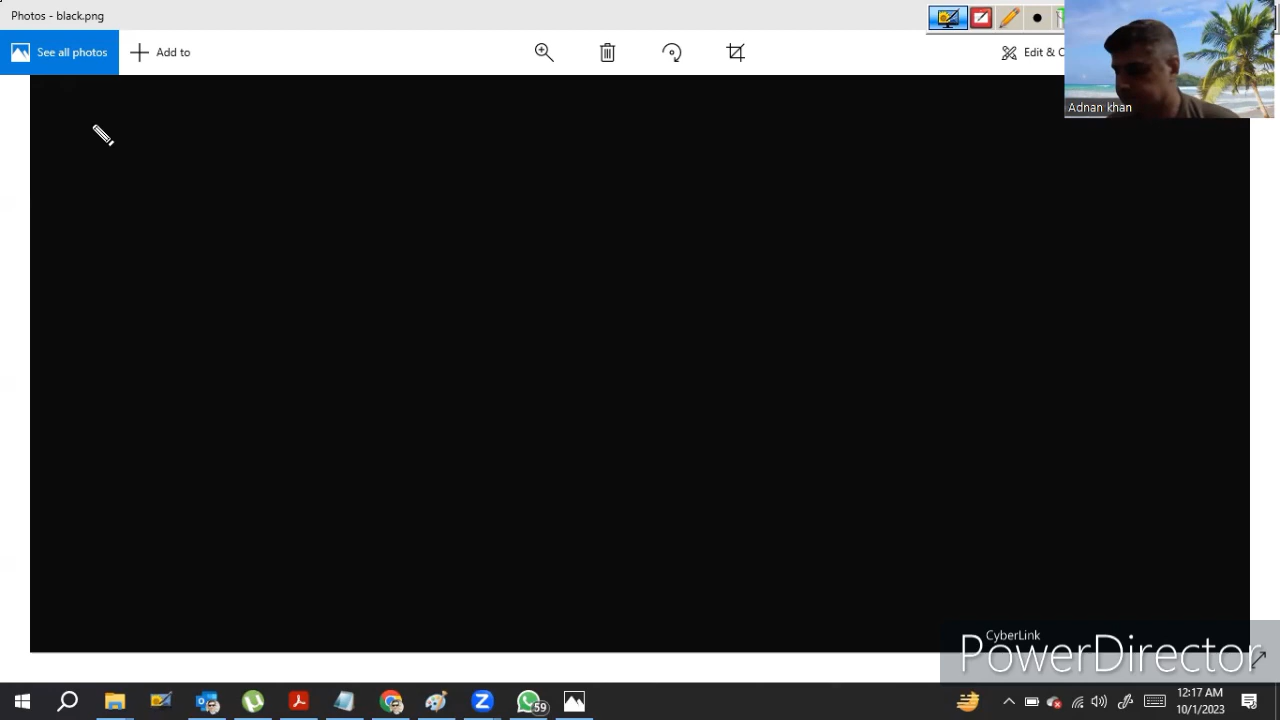 Photos - black.png
See all photos
Add to
Edit & C
Adnan khan
CyberLink
PowerDirector
59
12:17 AM
10/1/2023